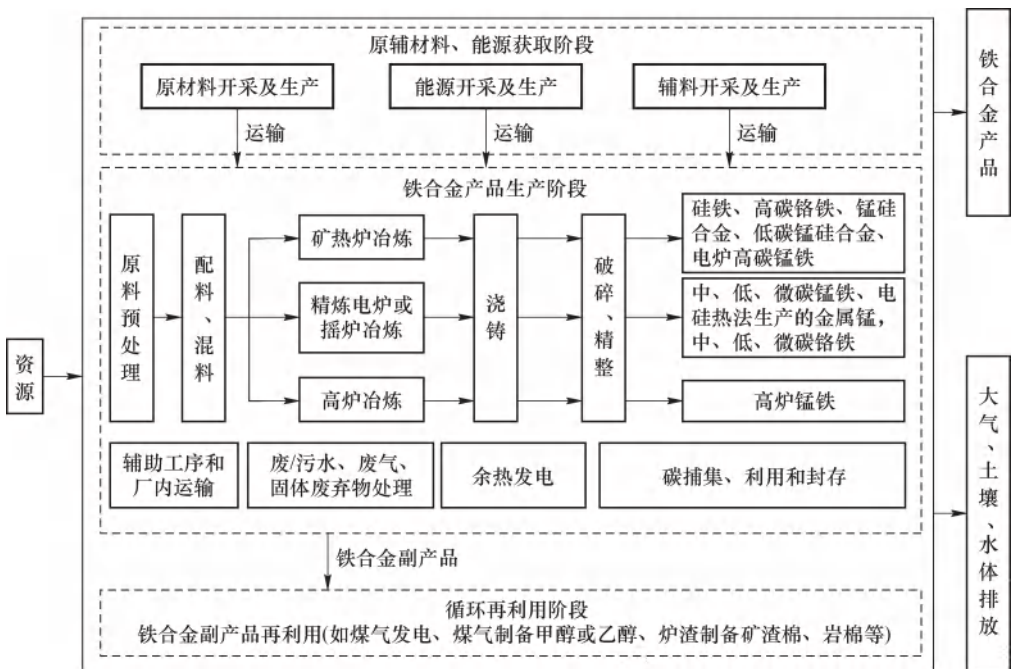 原辅材料、能源获取阶段
原材料开采及生产
能源开采及生产
辅料开采及生产
运输
运输
运输
铁合金产品
铁合金产品生产阶段
资源
原料预处理
配料、混料
矿热炉冶炼
精炼电炉或
摇炉冶炼
高炉冶炼
浇铸
破碎、精整
硅铁、高碳铬铁、锰硅
合金、低碳锰硅合金、
电炉高碳锰铁
中、低、微碳锰铁、电
硅热法生产的金属锰,
中、低、微碳铬铁
高炉锰铁
辅助工序和
厂内运输
废/污水、废气、
固体废弃物处理
余热发电
碳捕集、利用和封存
大气、土壤、水体排放
铁合金副产品
循环再利用阶段
铁合金副产品再利用(如煤气发电、煤气制备甲醇或乙醇、炉渣制备矿渣棉、岩棉等)